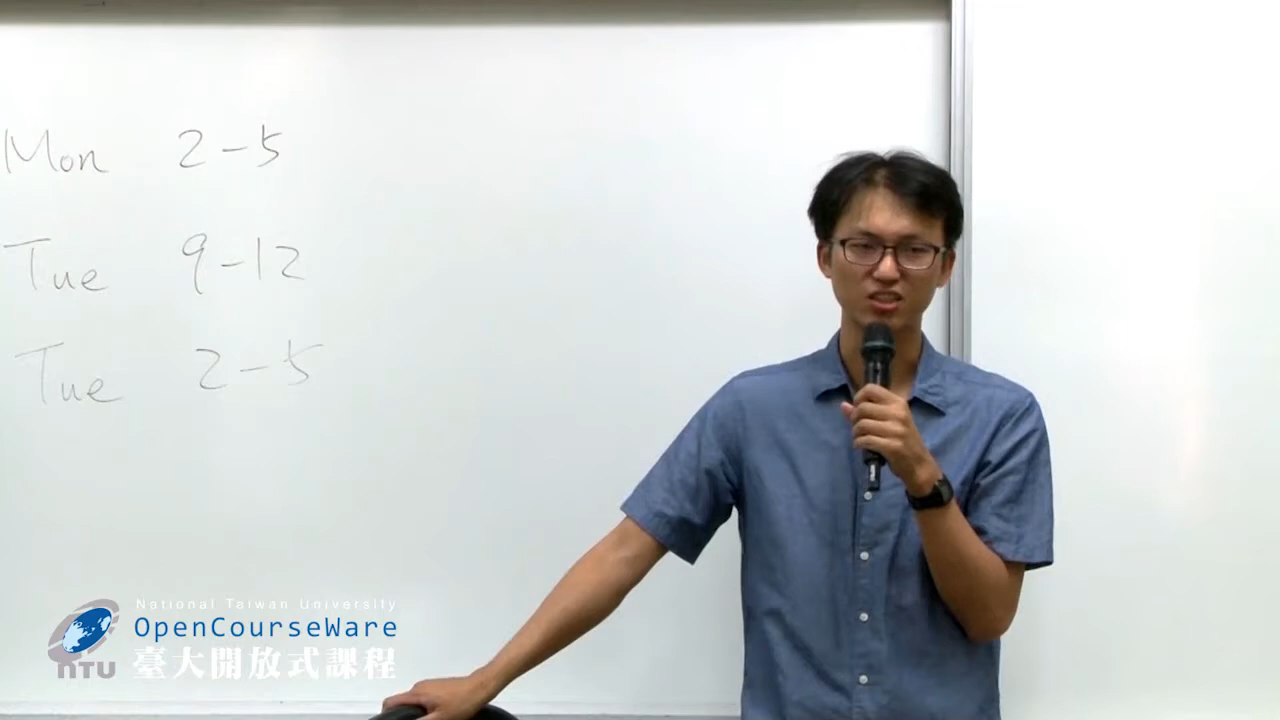 Mon 2-5
Tue 9-12
Tue 2-5
National Taiwan University
OpenCourseWare
NTU
臺大開放式課程